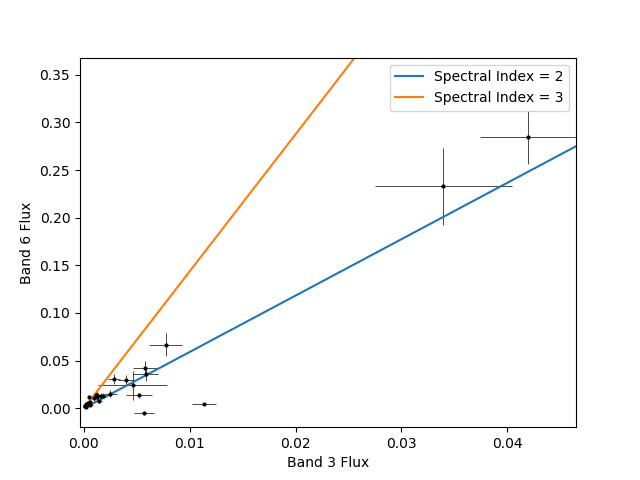 Spectral Index = 2
Spectral Index = 3
0.35
0.30
0.25
0.20
0.15
0.10
0.05
0.00
Band 6 Flux
0.00 0.01 0.02 0.03 0.04
Band 3 Flux